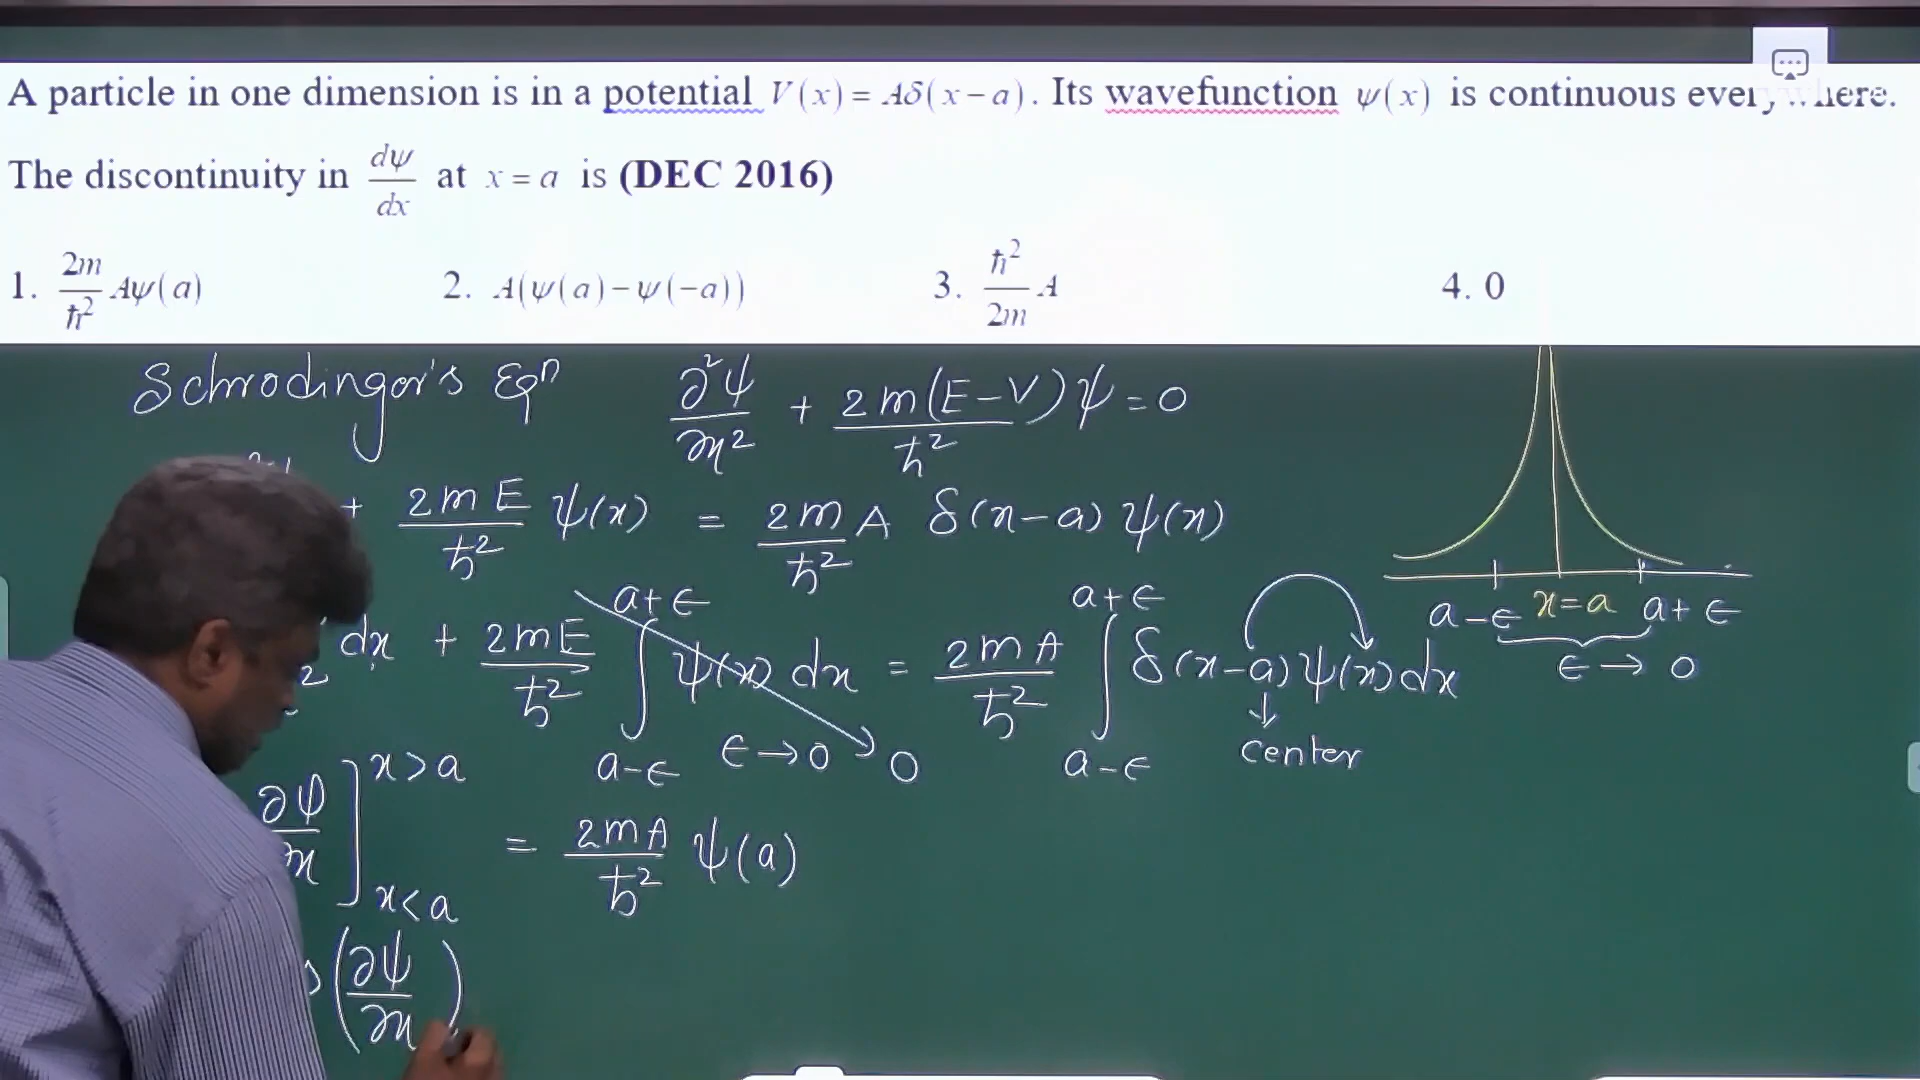 A particle in one dimension is in a potential V(x) = Aδ(x−a). Its wavefunction ψ(x) is continuous everywhere.
The discontinuity in dψ/dx at x = a is (DEC 2016)
1. 2m/ħ² Aψ(a) 2. A(ψ(a)−ψ(−a)) 3. ħ²/2m A 4. 0
Schrodinger's Eqn ∂²ψ/∂x² + 2m(E−V)/ħ² ψ = 0
+ 2mE/ħ² ψ(x) = 2m/ħ² A δ(x−a) ψ(x)
a−ϵ x=a a+ϵ
ϵ → 0
dx + 2mE/ħ² ∫_{a−ϵ}^{a+ϵ} ψ(x) dx = 2mA/ħ² ∫_{a−ϵ}^{a+ϵ} δ(x−a) ψ(x) dx
ϵ → 0 0 center
∂ψ/∂x ]_{x<a}^{x>a} = 2mA/ħ² ψ(a)
(∂ψ/∂x)